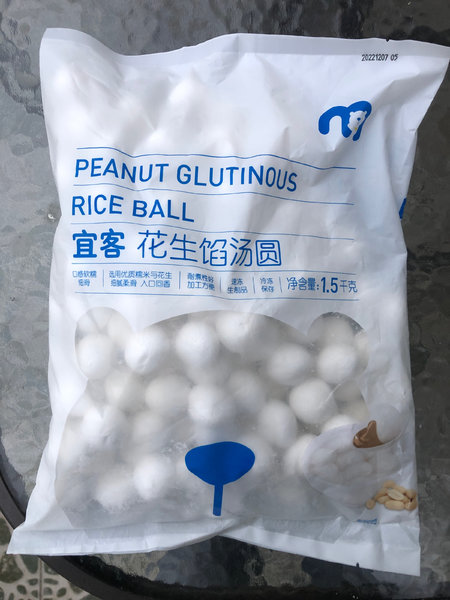 20221207 05
PEANUT GLUTINOUS
RICE BALL
宜客 花生馅汤圆
口感软糯 选用优质糯米与花生 耐煮性好 速冻 冷冻 净含量: 1.5千克
细滑 细腻柔滑 入口回香 加工方便 生制品 保存